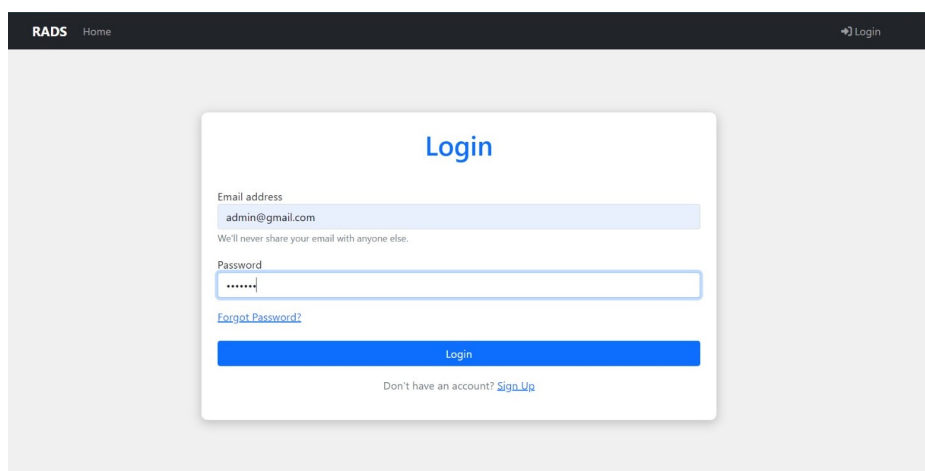 RADS Home Login
Login
Email address
admin@gmail.com
We'll never share your email with anyone else.
Password
•••••••
Forgot Password?
Login
Don't have an account? Sign Up